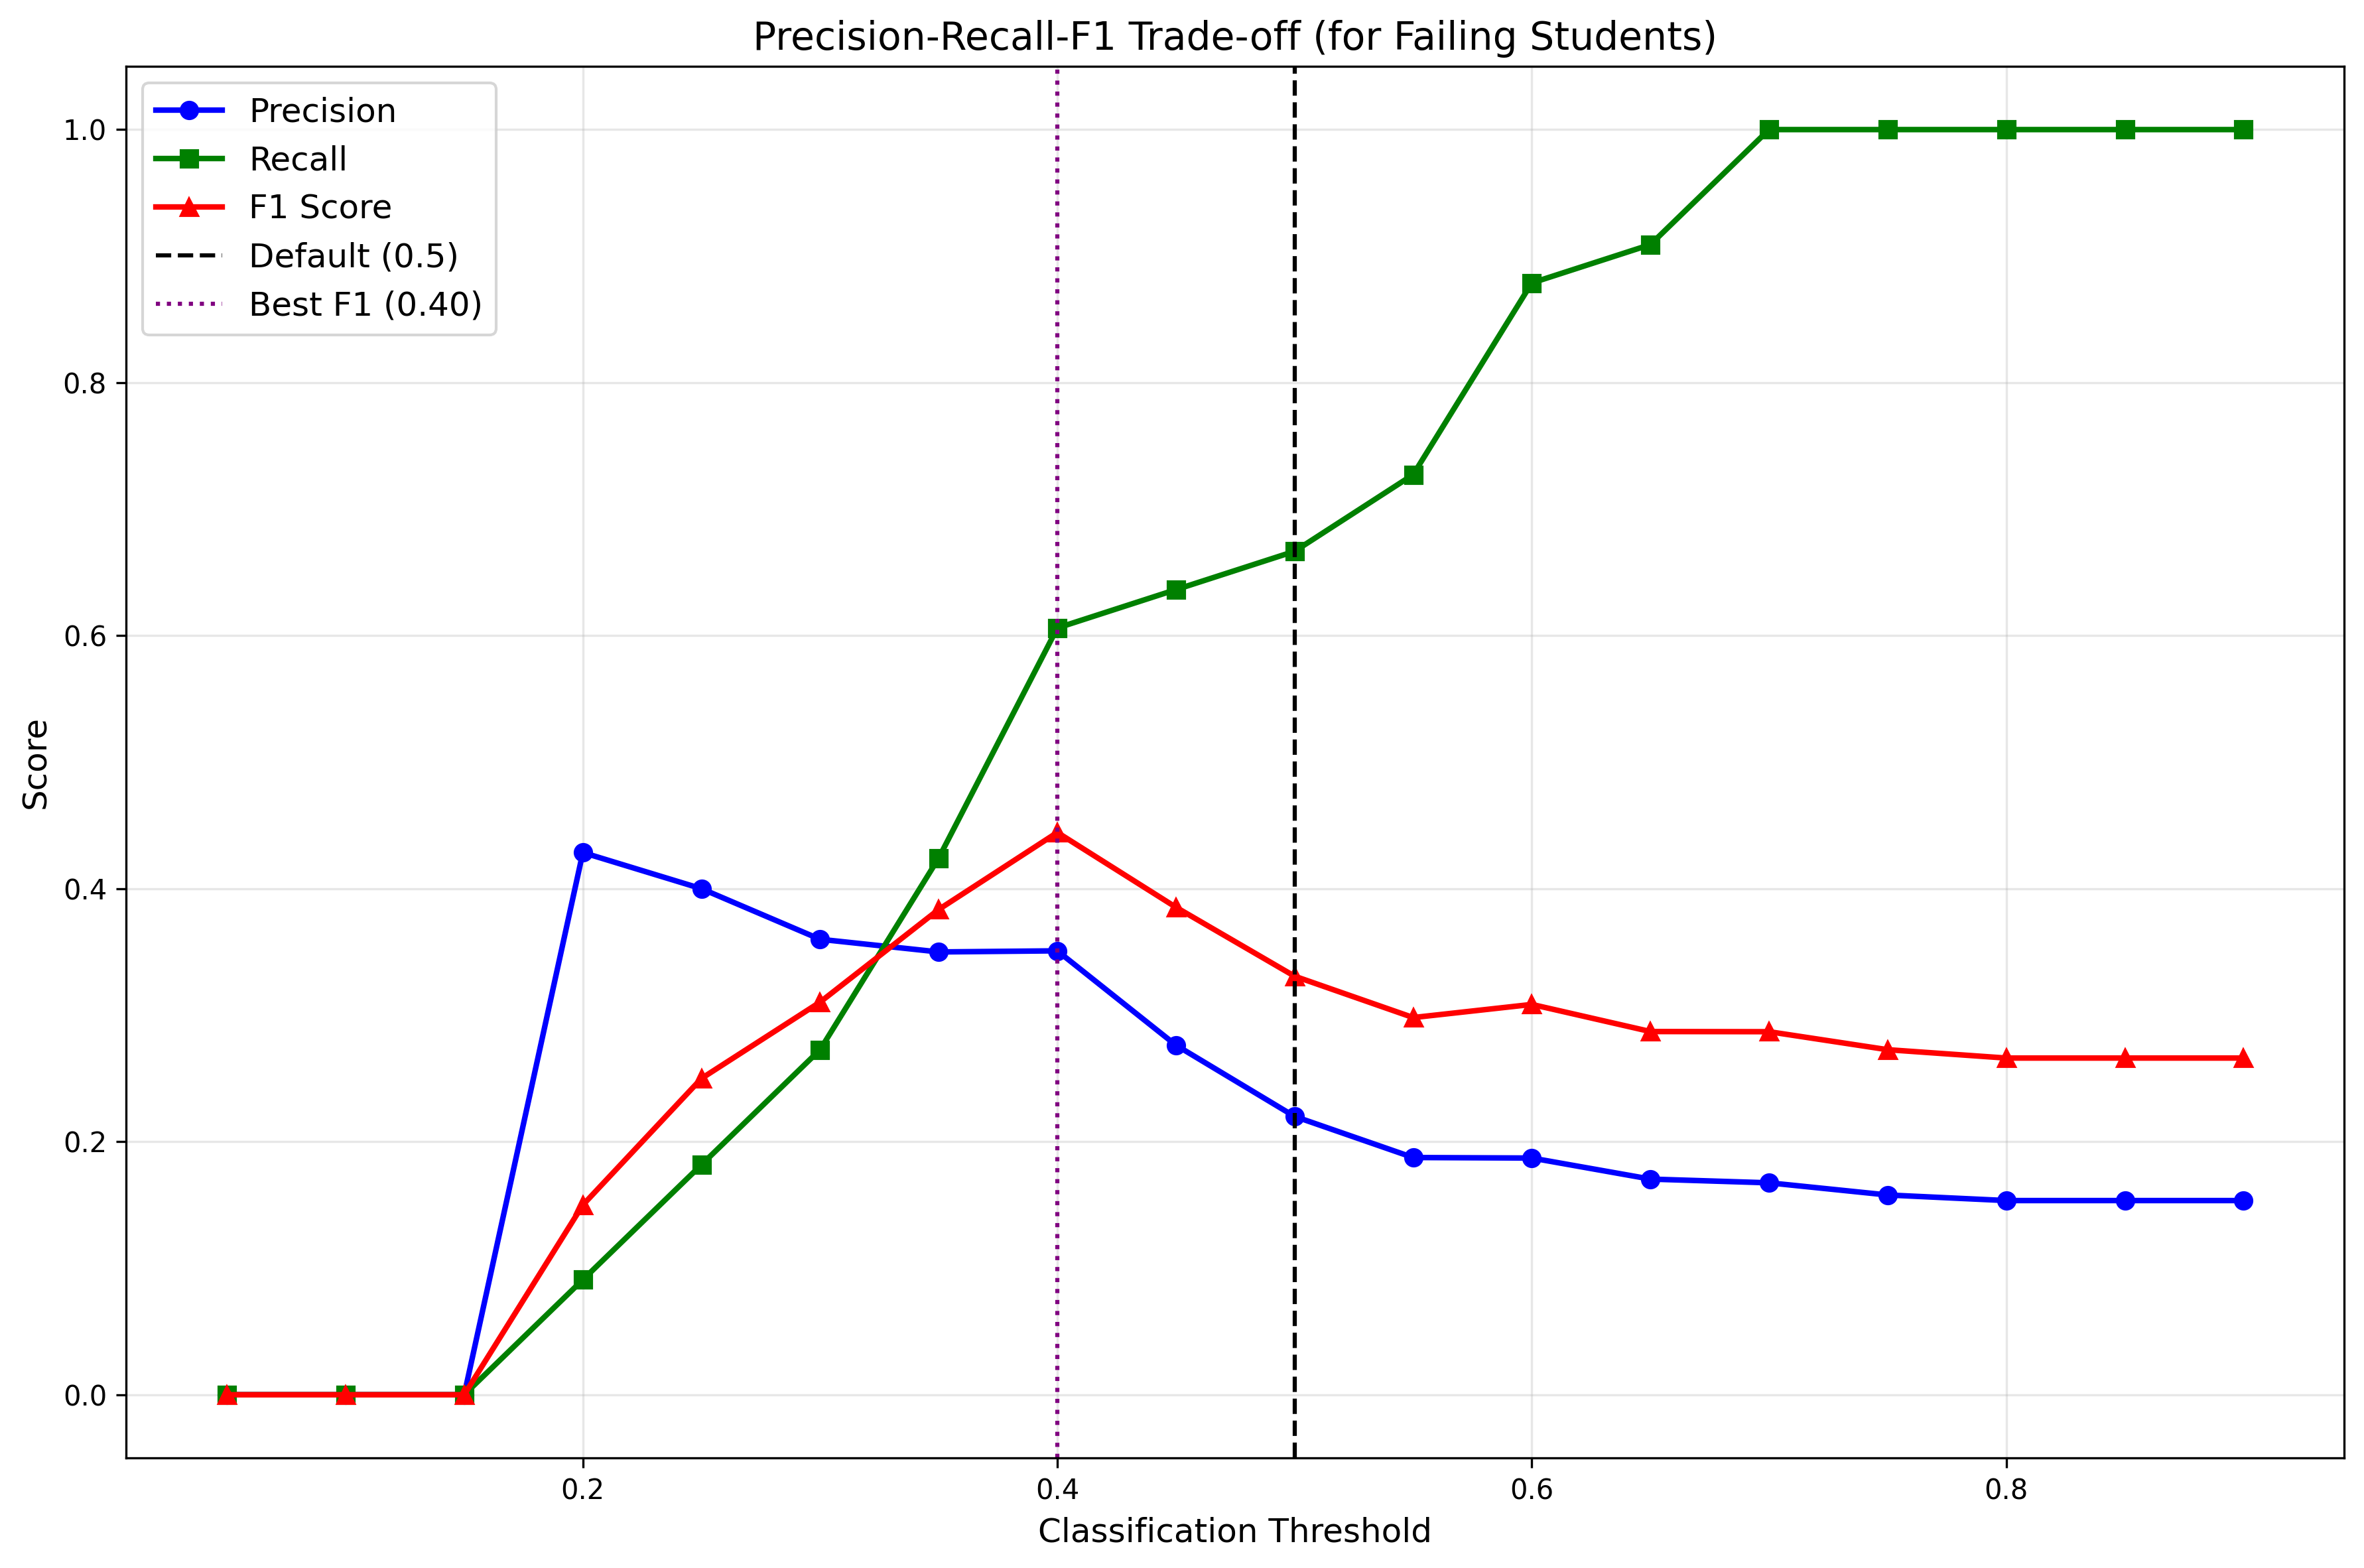 Precision-Recall-F1 Trade-off (for Failing Students)
Precision
Recall
F1 Score
Default (0.5)
Best F1 (0.40)
Score
1.0
0.8
0.6
0.4
0.2
0.0
0.2 0.4 0.6 0.8
Classification Threshold